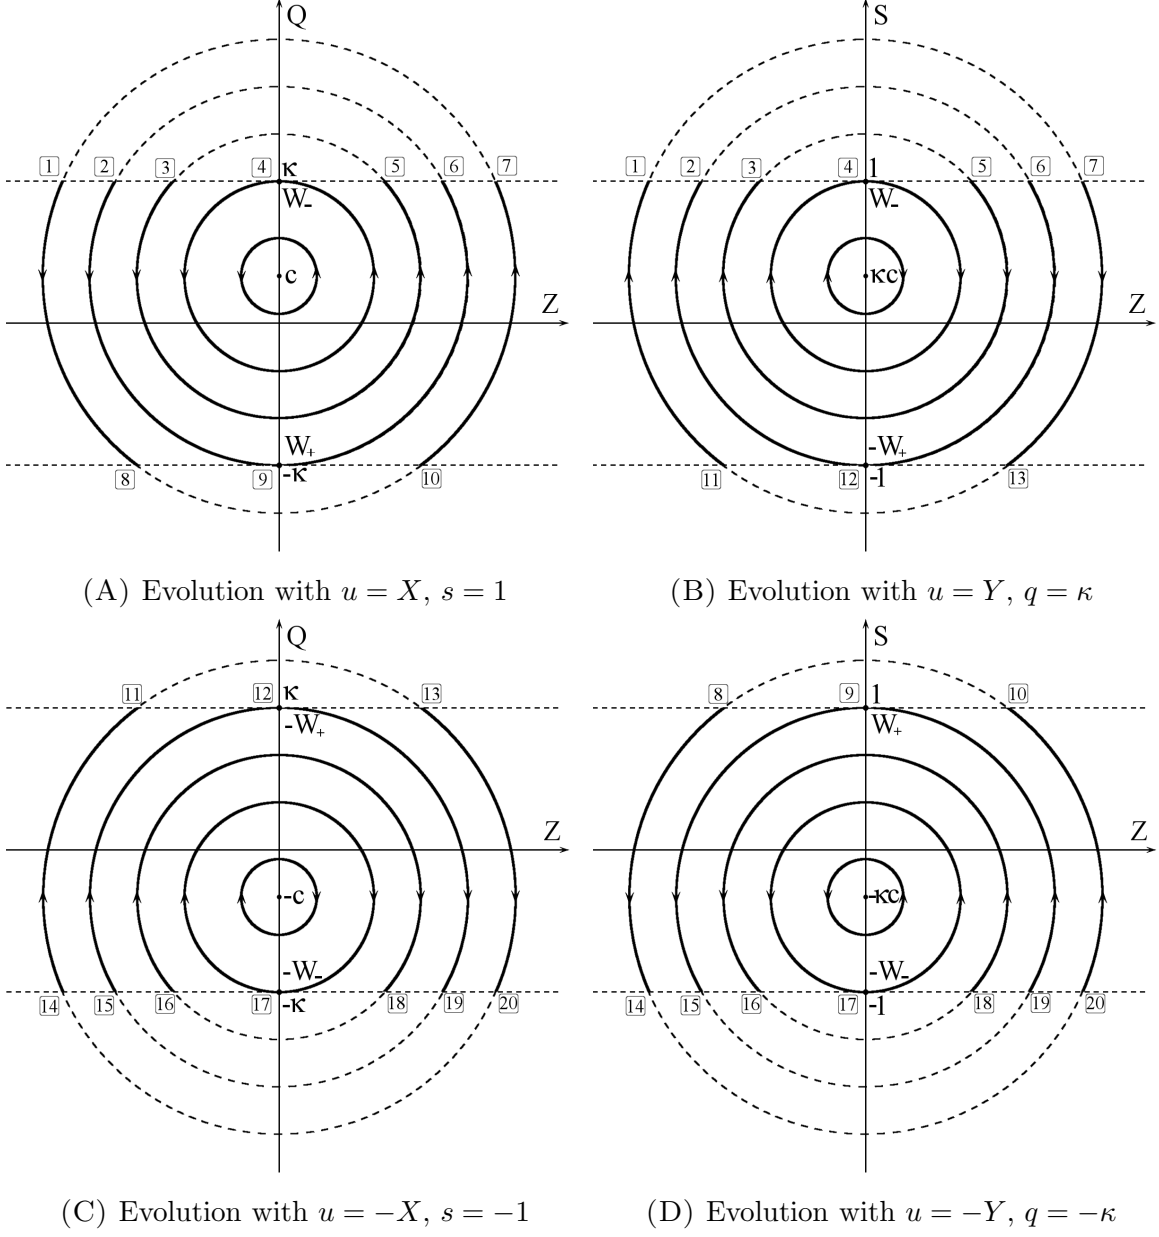 Q
S
1 2 3 4 κ 5 6 7
1 2 3 4 1 5 6 7
W₋
W₋
c
κc
Z
Z
W₊
-W₊
8 9 -κ 10
11 12 -1 13
(A) Evolution with u = X, s = 1
(B) Evolution with u = Y, q = κ
Q
S
11 12 κ 13
8 9 1 10
-W₊
W₊
Z
Z
-c
-κc
-W₋
-W₋
14 15 16 17 -κ 18 19 20
14 15 16 17 -1 18 19 20
(C) Evolution with u = −X, s = −1
(D) Evolution with u = −Y, q = −κ